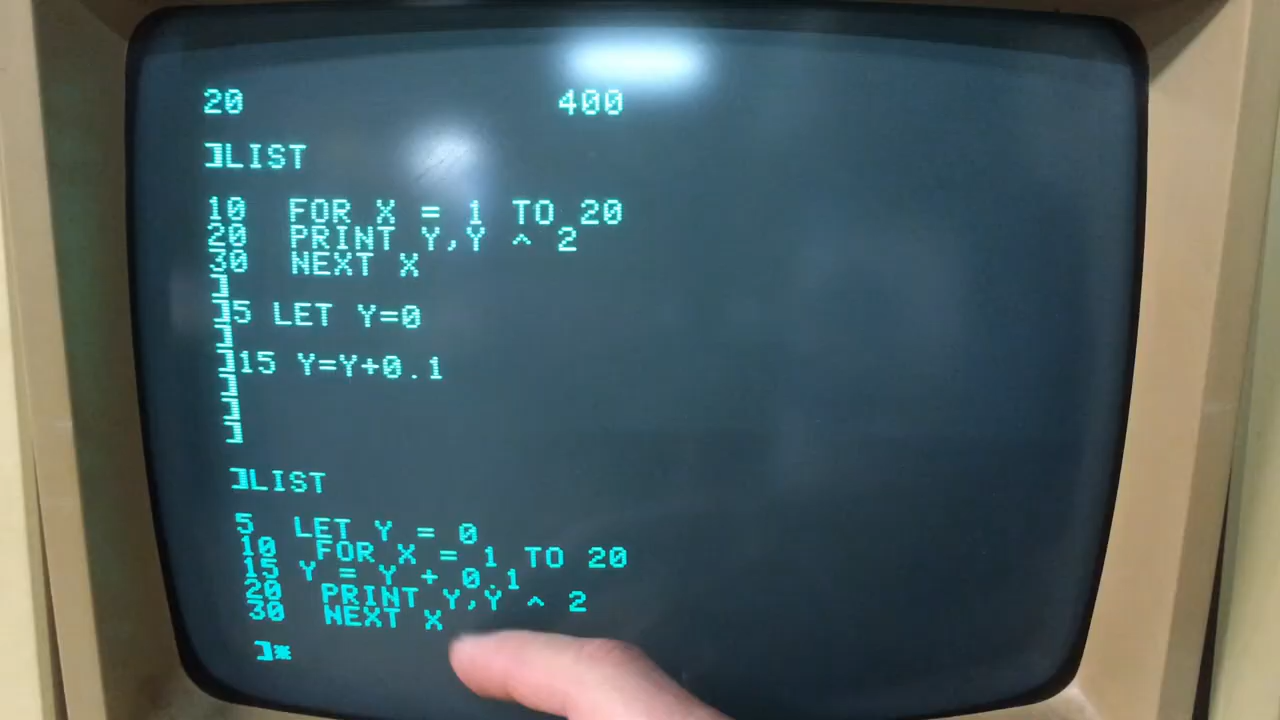 20 400
]LIST
10 FOR X = 1 TO 20
20 PRINT Y,Y ^ 2
30 NEXT X
]
]5 LET Y=0
]
]15 Y=Y+0.1
]
]
]
]LIST
5 LET Y = 0
10 FOR X = 1 TO 20
15 Y = Y + 0.1
20 PRINT Y,Y ^ 2
30 NEXT X
]*